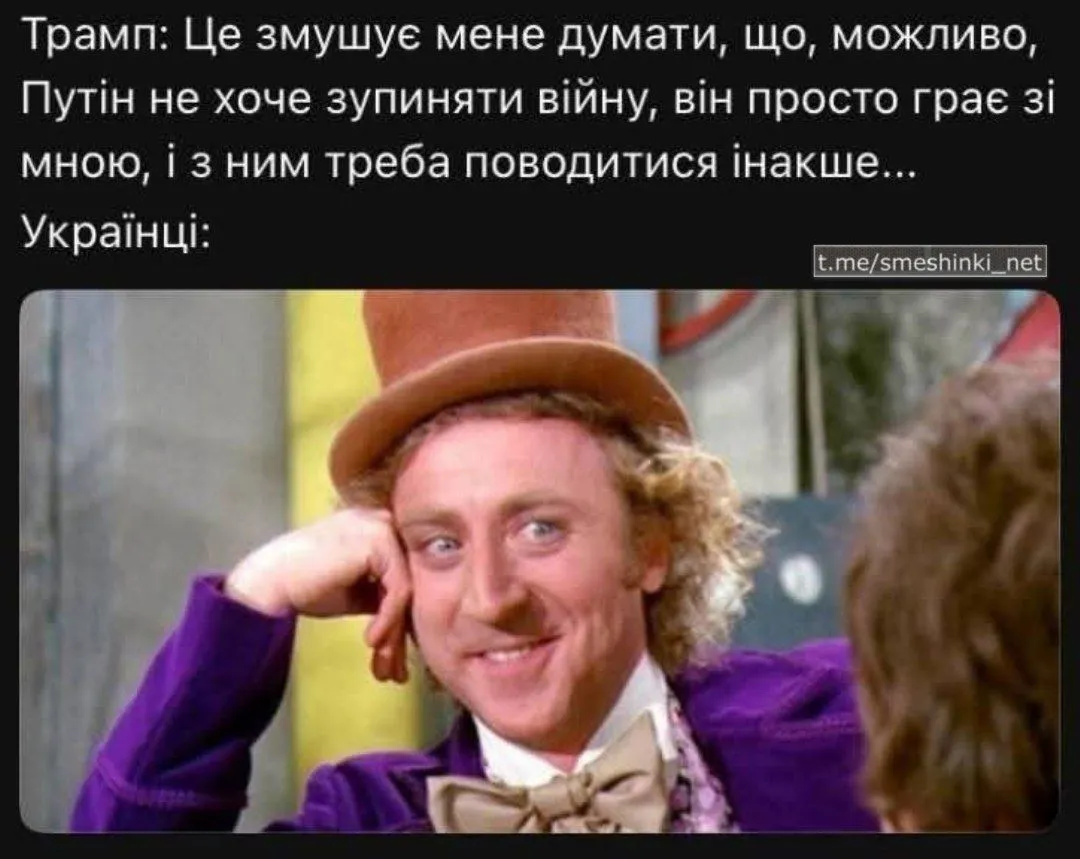 Трамп: Це змушує мене думати, що, можливо,
Путін не хоче зупиняти війну, він просто грає зі
мною, і з ним треба поводитися інакше...
Українці:
t.me/smeshinki_net